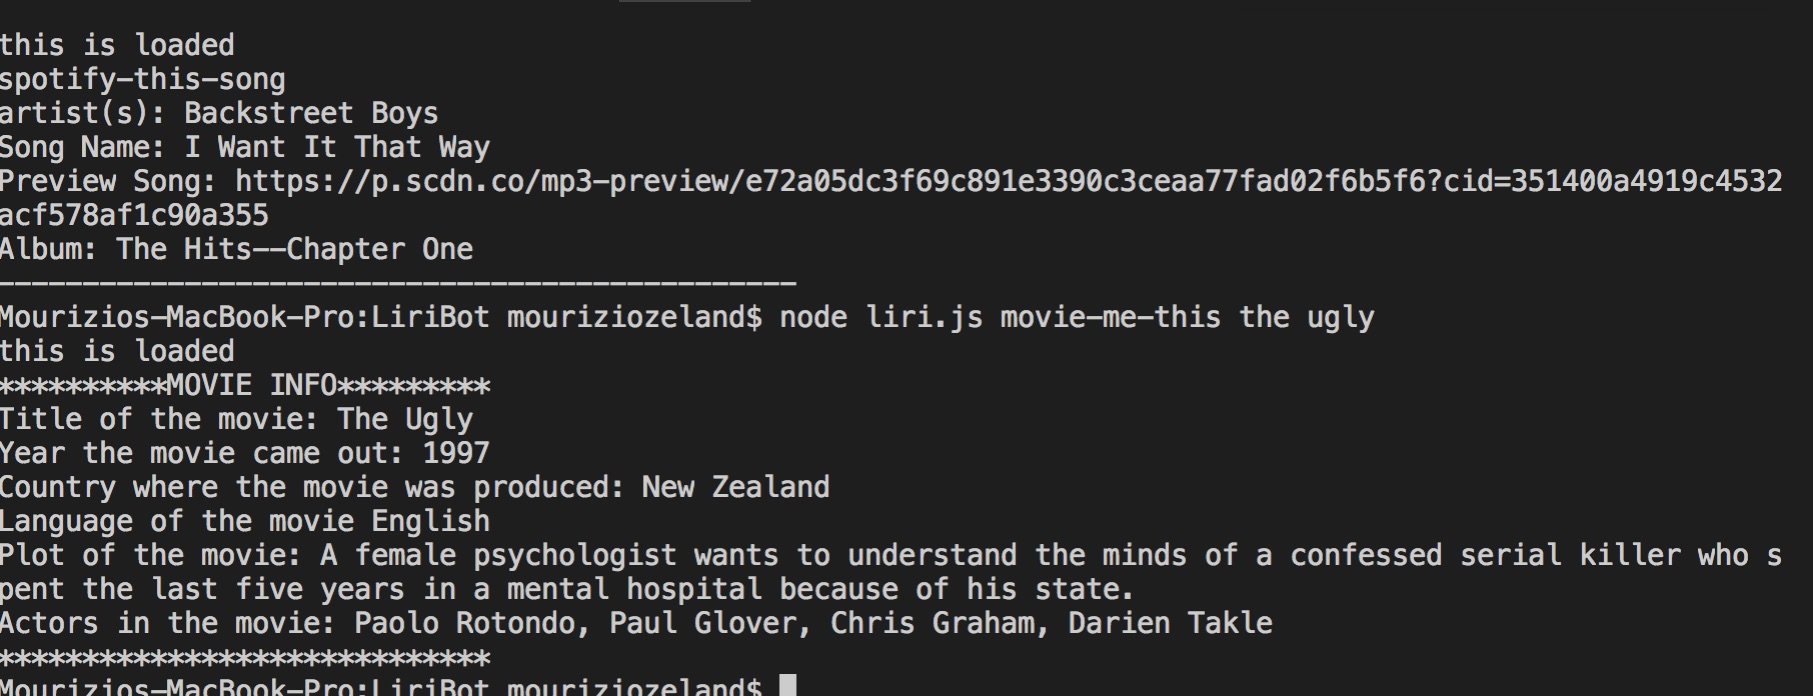 this is loaded
spotify-this-song
artist(s): Backstreet Boys
Song Name: I Want It That Way
Preview Song: https://p.scdn.co/mp3-preview/e72a05dc3f69c891e3390c3ceaa77fad02f6b5f6?cid=351400a4919c4532
acf578af1c90a355
Album: The Hits--Chapter One
-----------------------------------------------
Mourizios-MacBook-Pro:LiriBot mouriziozeland$ node liri.js movie-me-this the ugly
this is loaded
**********MOVIE INFO*********
Title of the movie: The Ugly
Year the movie came out: 1997
Country where the movie was produced: New Zealand
Language of the movie English
Plot of the movie: A female psychologist wants to understand the minds of a confessed serial killer who s
pent the last five years in a mental hospital because of his state.
Actors in the movie: Paolo Rotondo, Paul Glover, Chris Graham, Darien Takle
*****************************
Mourizios-MacBook-Pro:LiriBot mouriziozeland$